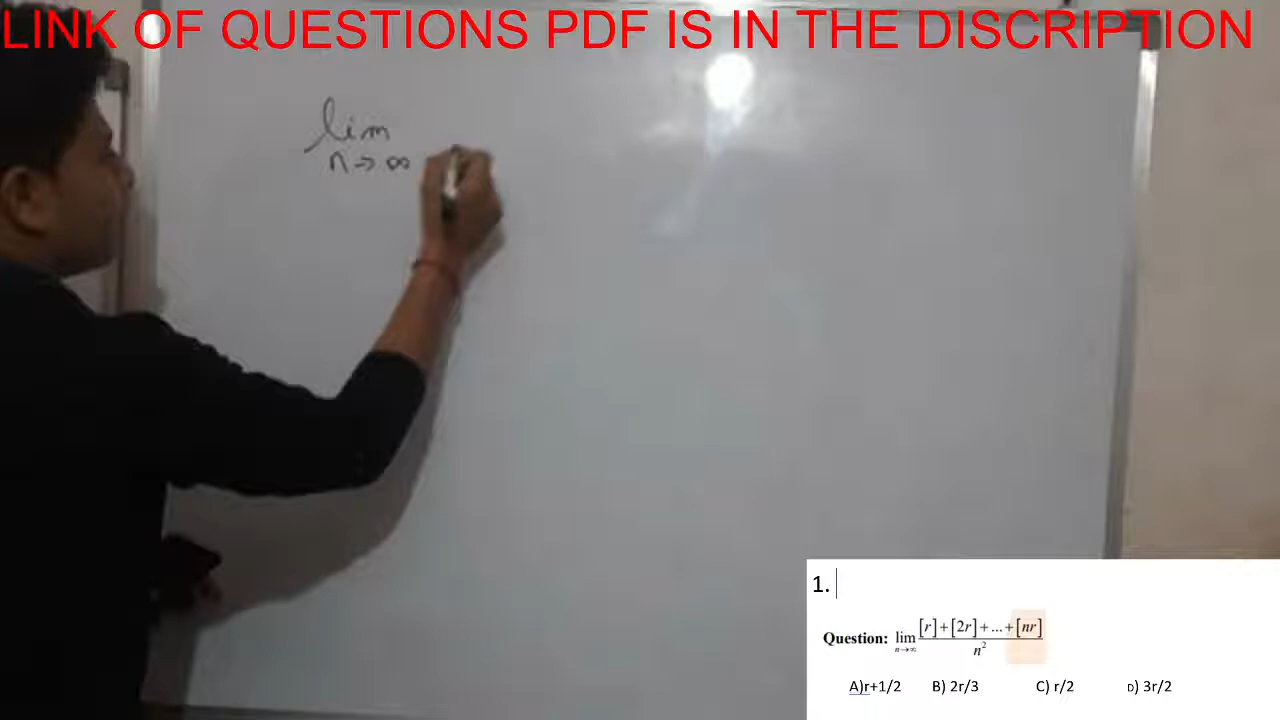 LINK OF QUESTIONS PDF IS IN THE DISCRIPTION
lim
n→∞
1.
Question: lim n→∞ [r]+[2r]+...+[nr] / n²
A)r+1/2 B) 2r/3 C) r/2 D) 3r/2